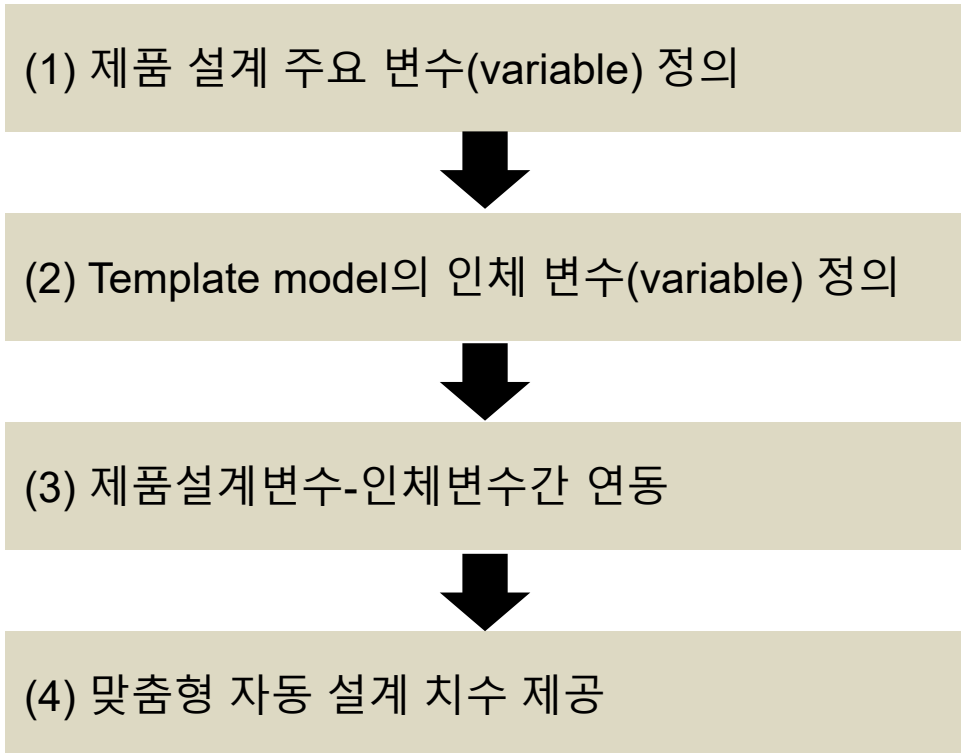 (1) 제품 설계 주요 변수(variable) 정의
(2) Template model의 인체 변수(variable) 정의
(3) 제품설계변수-인체변수간 연동
(4) 맞춤형 자동 설계 치수 제공